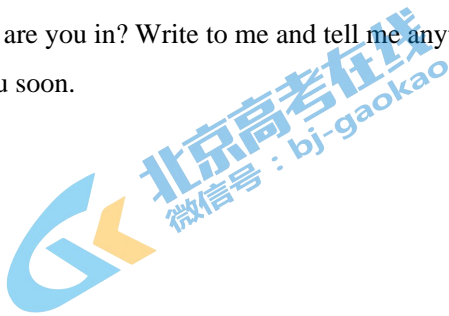 are you in? Write to me and tell me any
u soon.
北京高考在线
微信号：bj-gaokao